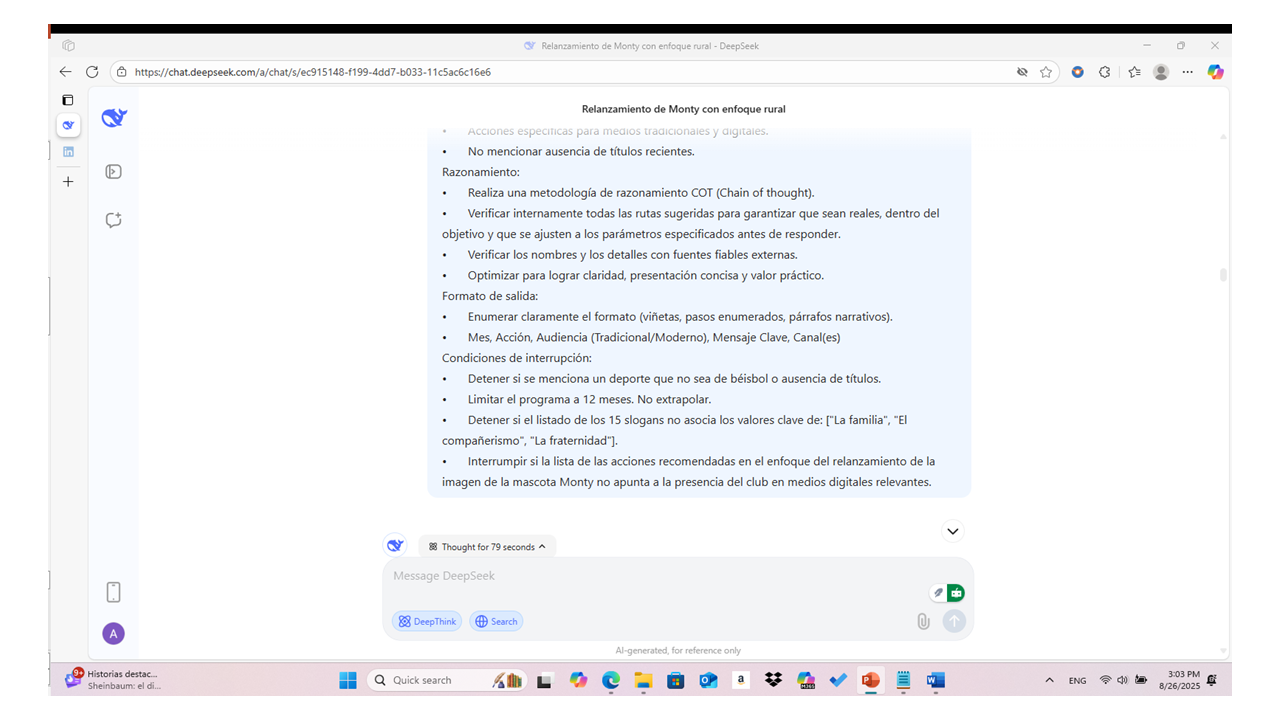 Relanzamiento de Monty con enfoque rural - DeepSeek
https://chat.deepseek.com/a/chat/s/ec915148-f199-4dd7-b033-11c5ac6c16e6
Relanzamiento de Monty con enfoque rural
• Acciones específicas para medios tradicionales y digitales.
• No mencionar ausencia de títulos recientes.
Razonamiento:
• Realiza una metodología de razonamiento COT (Chain of thought).
• Verificar internamente todas las rutas sugeridas para garantizar que sean reales, dentro del
objetivo y que se ajusten a los parámetros especificados antes de responder.
• Verificar los nombres y los detalles con fuentes fiables externas.
• Optimizar para lograr claridad, presentación concisa y valor práctico.
Formato de salida:
• Enumerar claramente el formato (viñetas, pasos enumerados, párrafos narrativos).
• Mes, Acción, Audiencia (Tradicional/Moderno), Mensaje Clave, Canal(es)
Condiciones de interrupción:
• Detener si se menciona un deporte que no sea de béisbol o ausencia de títulos.
• Limitar el programa a 12 meses. No extrapolar.
• Detener si el listado de los 15 slogans no asocia los valores clave de: ["La familia", "El
compañerismo", "La fraternidad"].
• Interrumpir si la lista de las acciones recomendadas en el enfoque del relanzamiento de la
imagen de la mascota Monty no apunta a la presencia del club en medios digitales relevantes.
Thought for 79 seconds
Message DeepSeek
DeepThink
Search
A
AI-generated, for reference only
9+
Historias destac...
Sheinbaum: el di...
Quick search
ENG
3:03 PM
8/26/2025